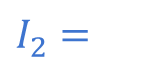 I₂ =